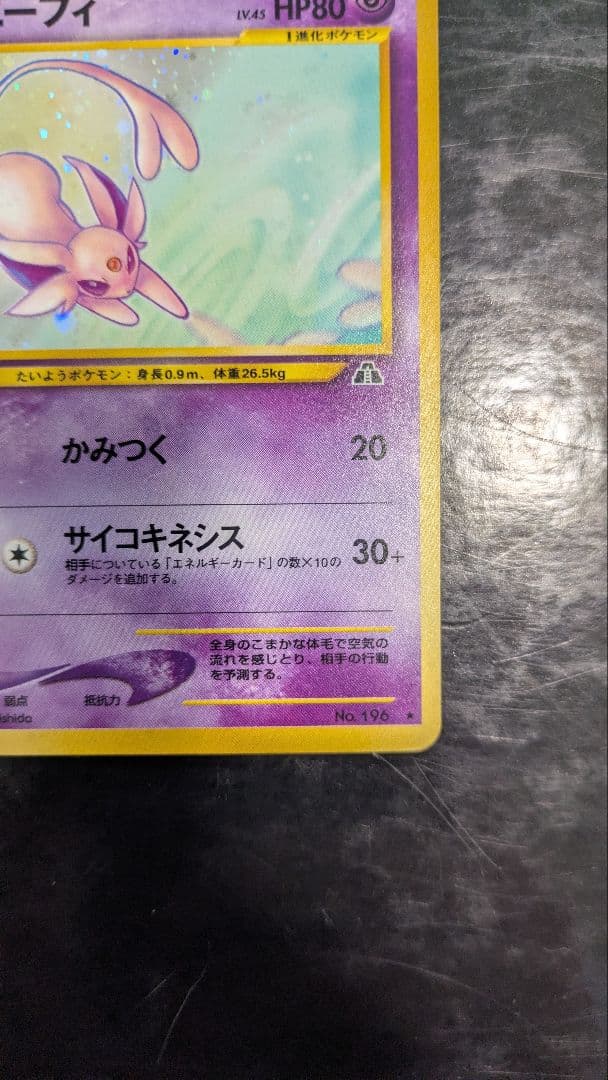 ーフィ LV.45 HP80
1進化ポケモン
たいようポケモン：身長0.9m、体重26.5kg
かみつく 20
サイコキネシス 30+
相手についている「エネルギーカード」の数×10の
ダメージを追加する。
全身のこまかな体毛で空気の
流れを感じとり、相手の行動
を予測する。
弱点 抵抗力
ishida
No. 196 ★